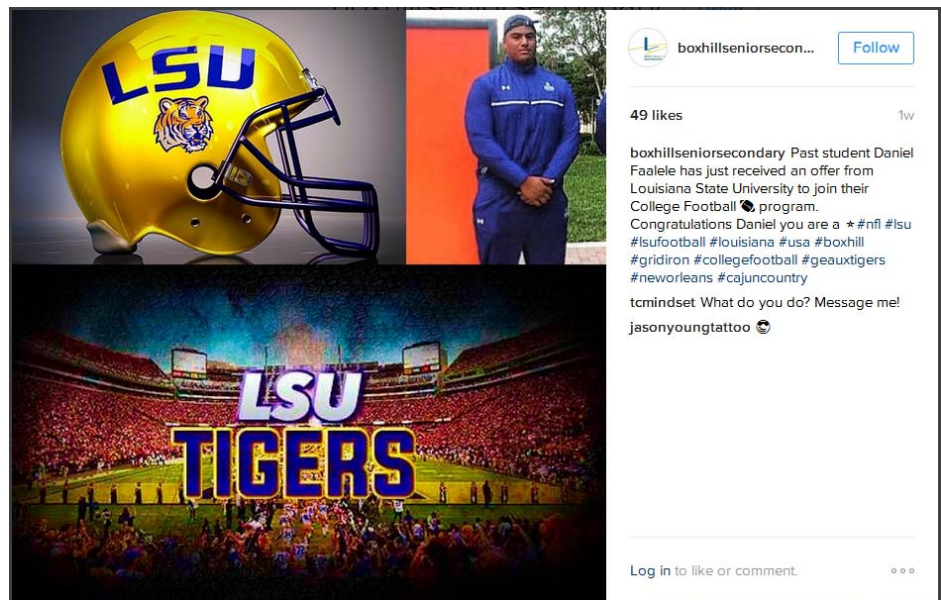 LSU
LSU
TIGERS
boxhillseniorsecon...
Follow
49 likes
1w
boxhillseniorsecondary Past student Daniel
Faalele has just received an offer from
Louisiana State University to join their
College Football 🏈 program.
Congratulations Daniel you are a ⭐#nfl #lsu
#lsufootball #louisiana #usa #boxhill
#gridiron #collegefootball #geauxtigers
#neworleans #cajuncountry
tcmindset What do you do? Message me!
jasonyoungtattoo 😎
Log in to like or comment.